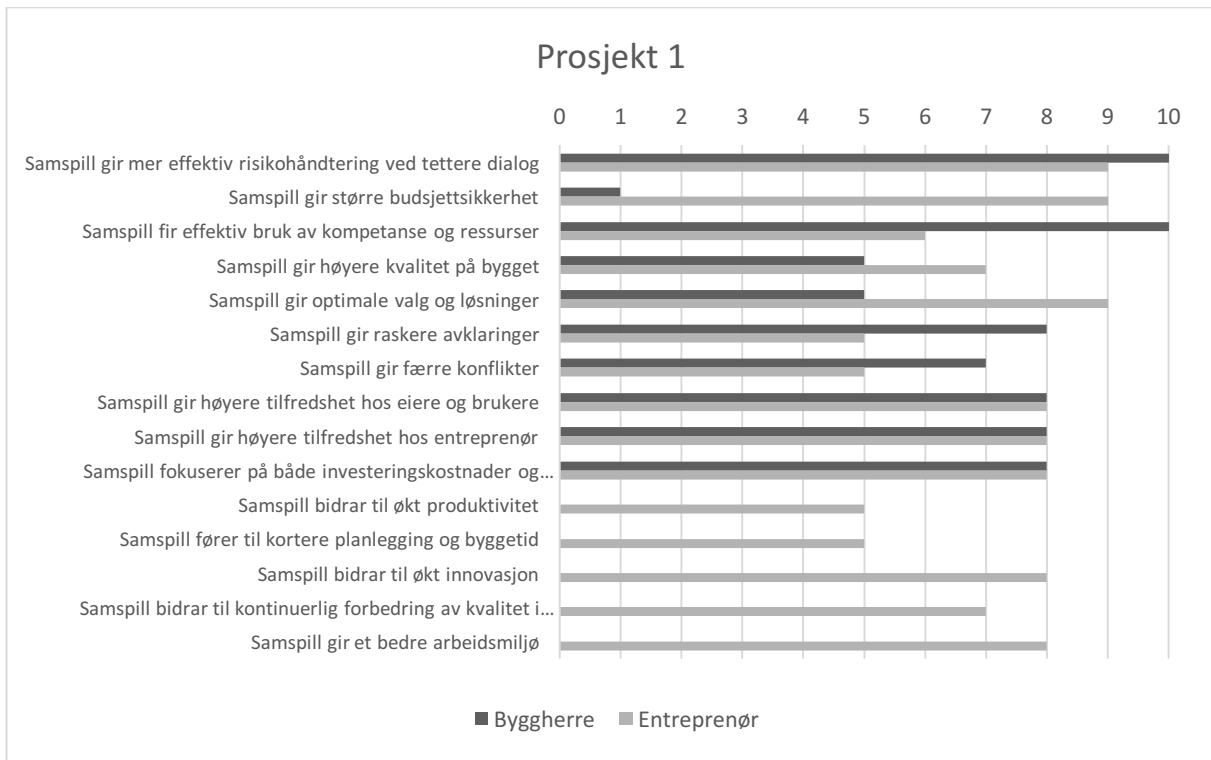 Prosjekt 1
0 1 2 3 4 5 6 7 8 9 10
Samspill gir mer effektiv risikohåndtering ved tettere dialog
Samspill gir større budsjettsikkerhet
Samspill fir effektiv bruk av kompetanse og ressurser
Samspill gir høyere kvalitet på bygget
Samspill gir optimale valg og løsninger
Samspill gir raskere avklaringer
Samspill gir færre konflikter
Samspill gir høyere tilfredshet hos eiere og brukere
Samspill gir høyere tilfredshet hos entreprenør
Samspill fokuserer på både investeringskostnader og...
Samspill bidrar til økt produktivitet
Samspill fører til kortere planlegging og byggetid
Samspill bidrar til økt innovasjon
Samspill bidrar til kontinuerlig forbedring av kvalitet i...
Samspill gir et bedre arbeidsmiljø
Byggherre Entreprenør